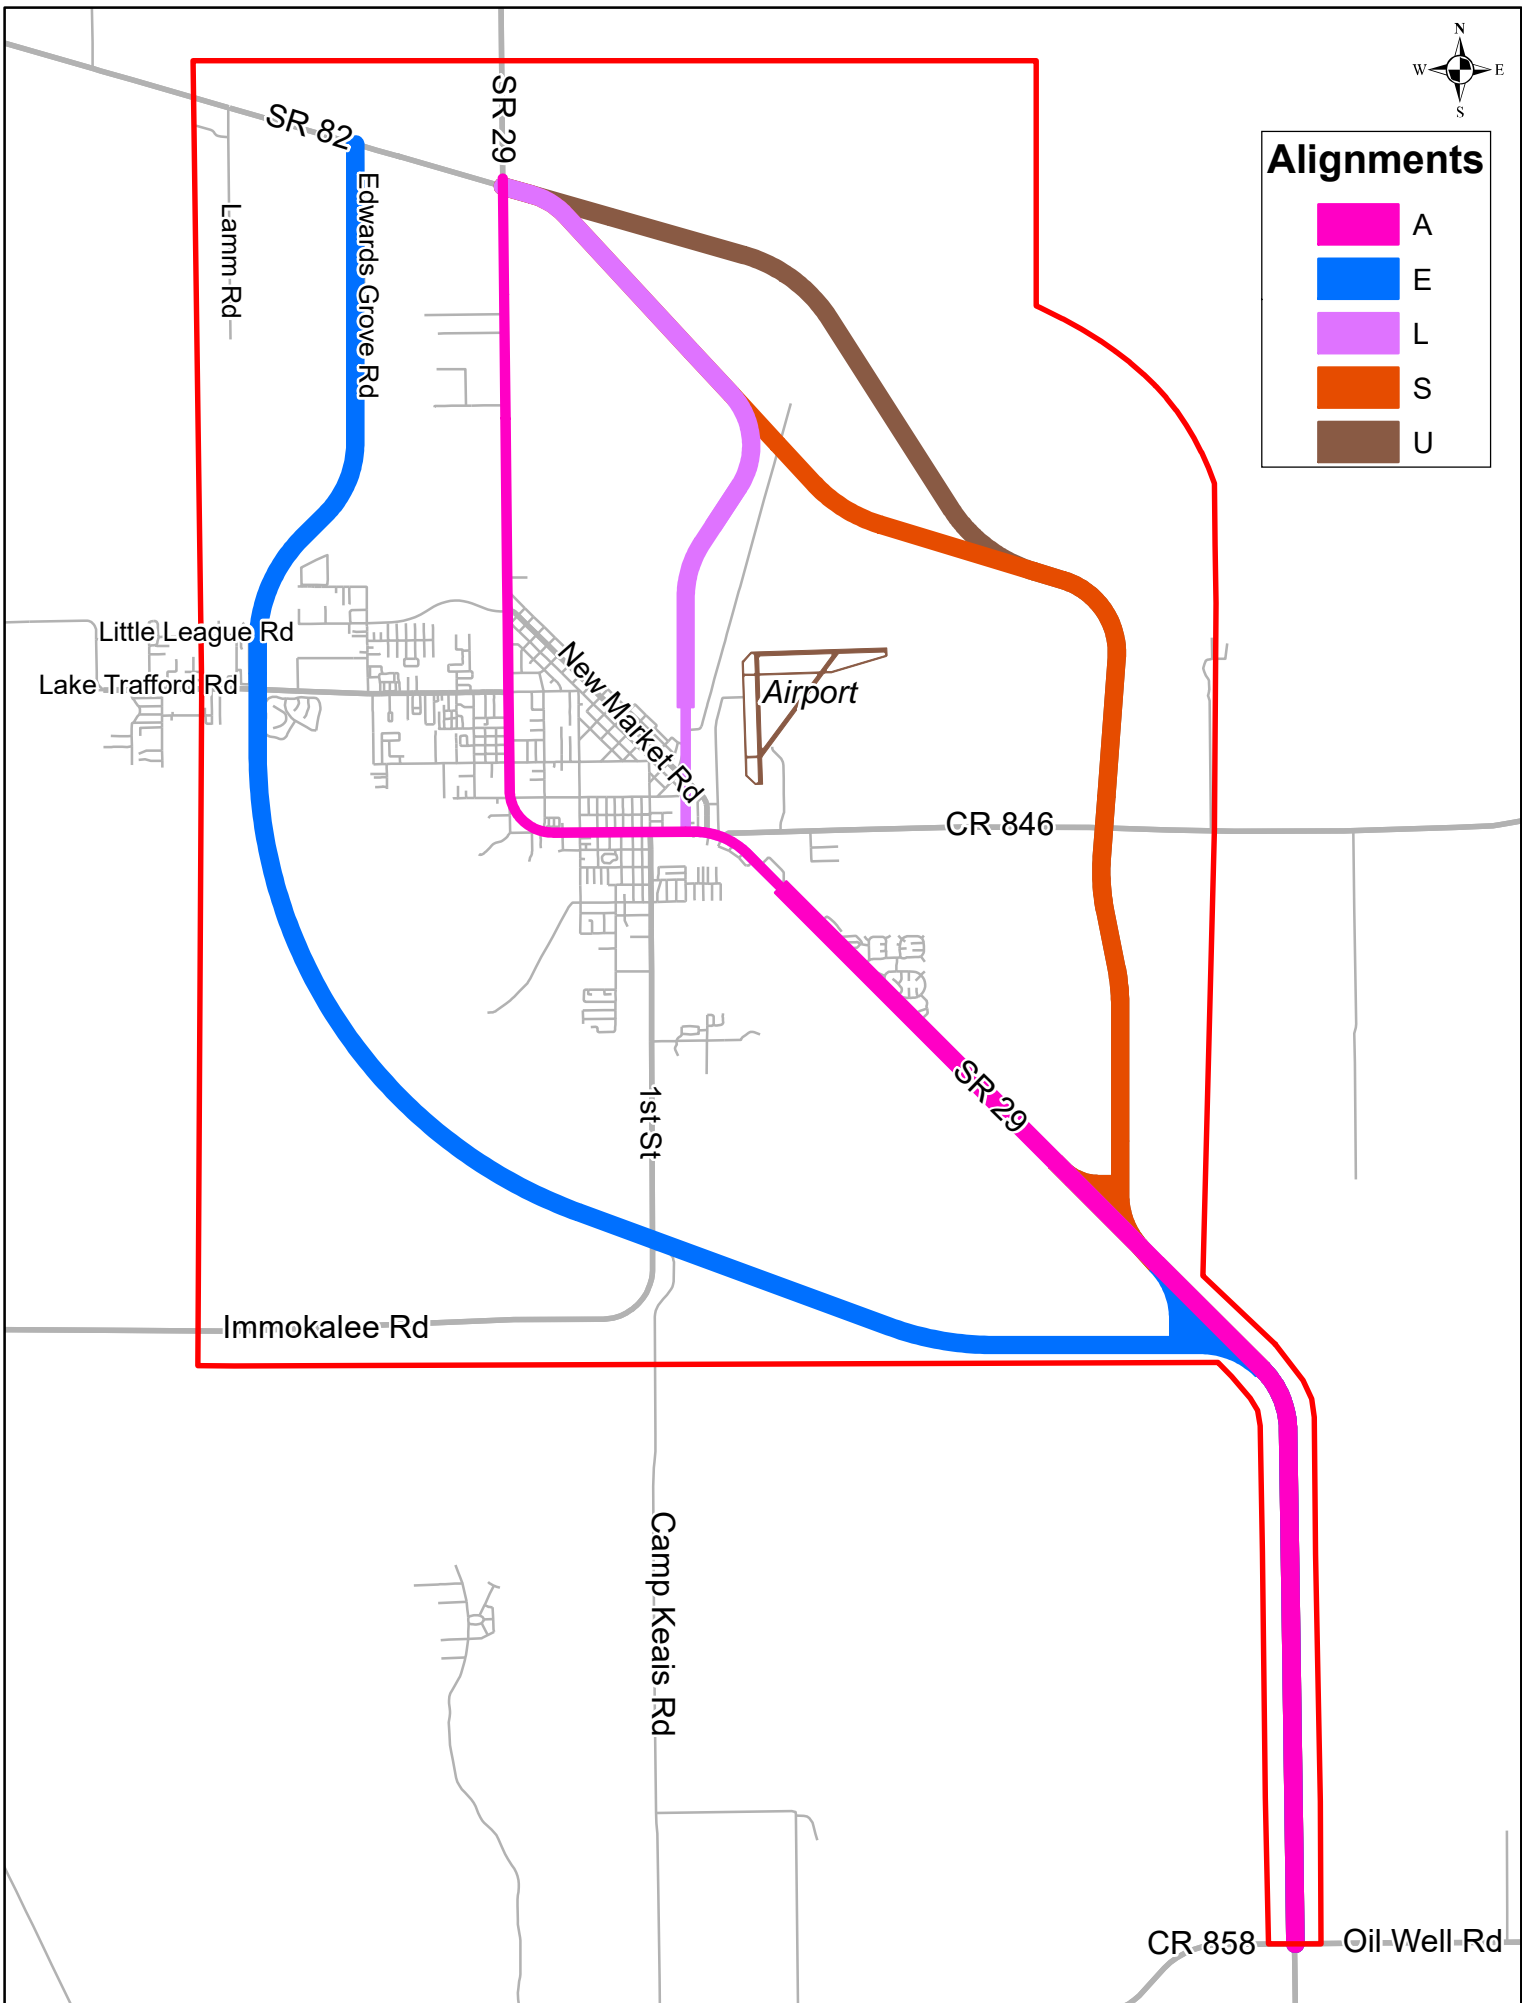 N
W E
S
SR 82
SR 29
Alignments
A
E
L
S
U
Lamm Rd
Edwards Grove Rd
Little League Rd
Lake Trafford Rd
New Market Rd
Airport
CR 846
SR 29
1st St
Immokalee Rd
Camp Keais Rd
CR 858
Oil Well Rd